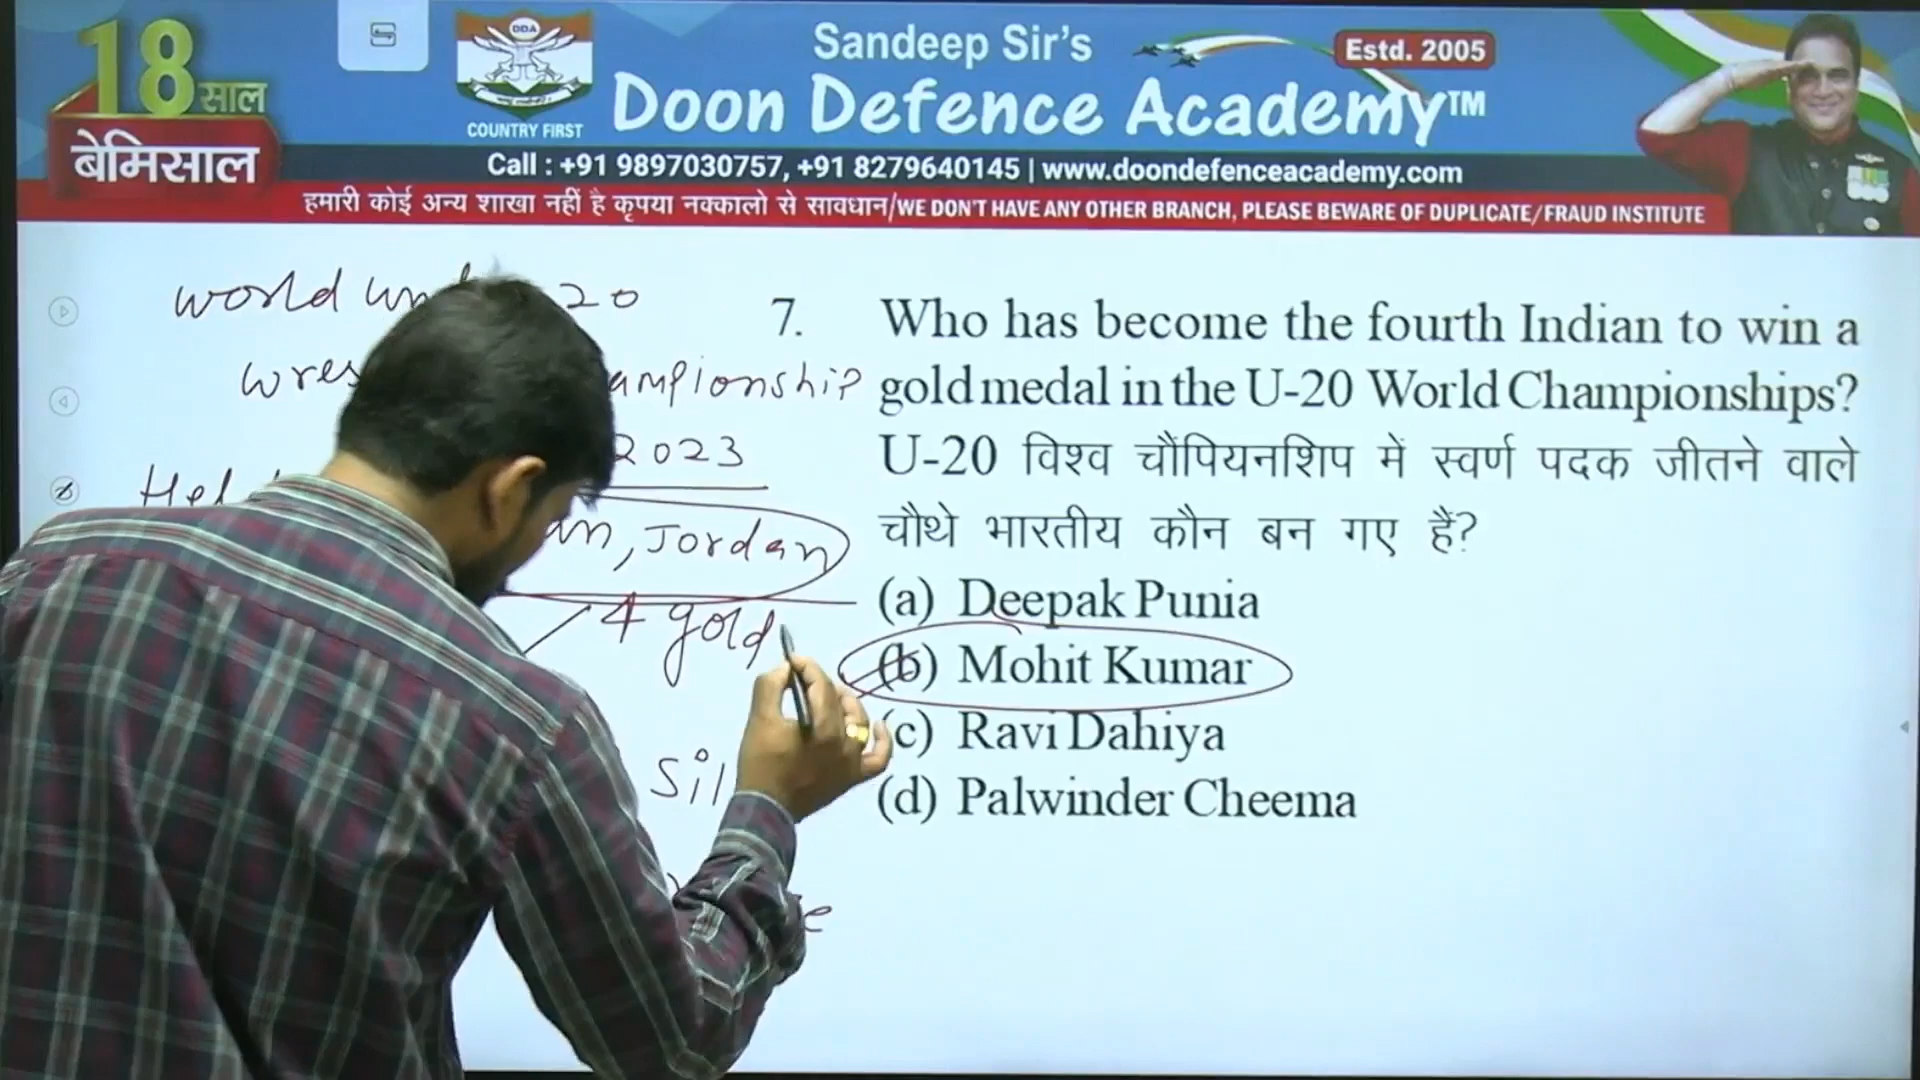 18 साल
बेमिसाल
S
DDA
COUNTRY FIRST
Sandeep Sir's
Estd. 2005
Doon Defence Academy™
Call : +91 9897030757, +91 8279640145 | www.doondefenceacademy.com
हमारी कोई अन्य शाखा नहीं है कृपया नक्कालो से सावधान/WE DON'T HAVE ANY OTHER BRANCH, PLEASE BEWARE OF DUPLICATE/FRAUD INSTITUTE
world 20
2023
Jordan
4 gold
7. Who has become the fourth Indian to win a
gold medal in the U-20 World Championships?
U-20 विश्व चौंपियनशिप में स्वर्ण पदक जीतने वाले
चौथे भारतीय कौन बन गए हैं?
(a) Deepak Punia
(b) Mohit Kumar
(c) Ravi Dahiya
(d) Palwinder Cheema